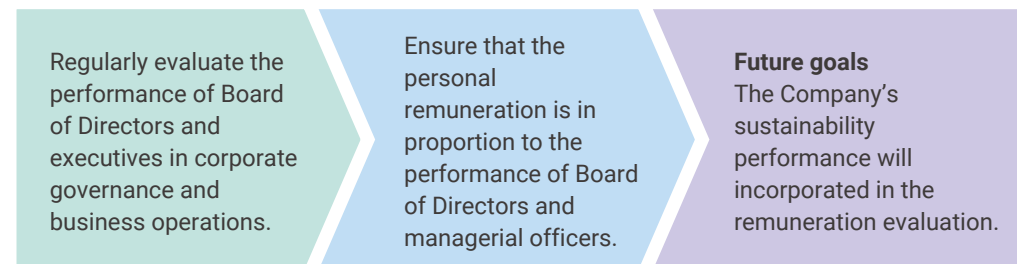 Regularly evaluate the
performance of Board
of Directors and
executives in corporate
governance and
business operations.
Ensure that the
personal
remuneration is in
proportion to the
performance of Board
of Directors and
managerial officers.
Future goals
The Company’s
sustainability
performance will
incorporated in the
remuneration evaluation.